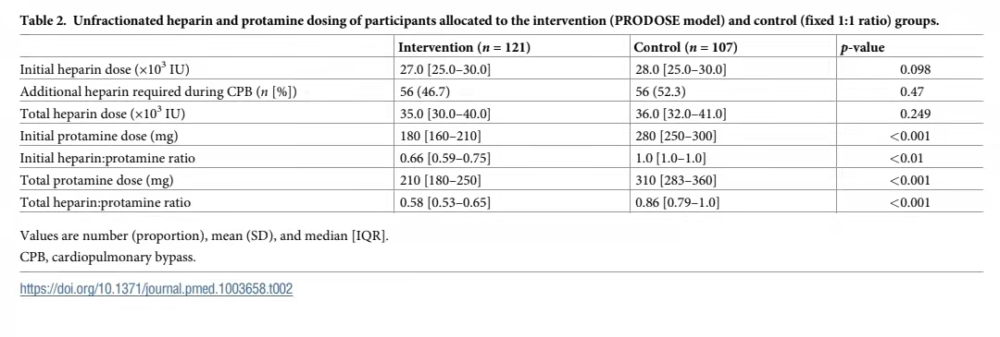 Table 2. Unfractionated heparin and protamine dosing of participants allocated to the intervention (PRODOSE model) and control (fixed 1:1 ratio) groups.
Intervention (n = 121) Control (n = 107) p-value
Initial heparin dose (×10³ IU) 27.0 [25.0–30.0] 28.0 [25.0–30.0] 0.098
Additional heparin required during CPB (n [%]) 56 (46.7) 56 (52.3) 0.47
Total heparin dose (×10³ IU) 35.0 [30.0–40.0] 36.0 [32.0–41.0] 0.249
Initial protamine dose (mg) 180 [160–210] 280 [250–300] <0.001
Initial heparin:protamine ratio 0.66 [0.59–0.75] 1.0 [1.0–1.0] <0.01
Total protamine dose (mg) 210 [180–250] 310 [283–360] <0.001
Total heparin:protamine ratio 0.58 [0.53–0.65] 0.86 [0.79–1.0] <0.001
Values are number (proportion), mean (SD), and median [IQR].
CPB, cardiopulmonary bypass.
https://doi.org/10.1371/journal.pmed.1003658.t002